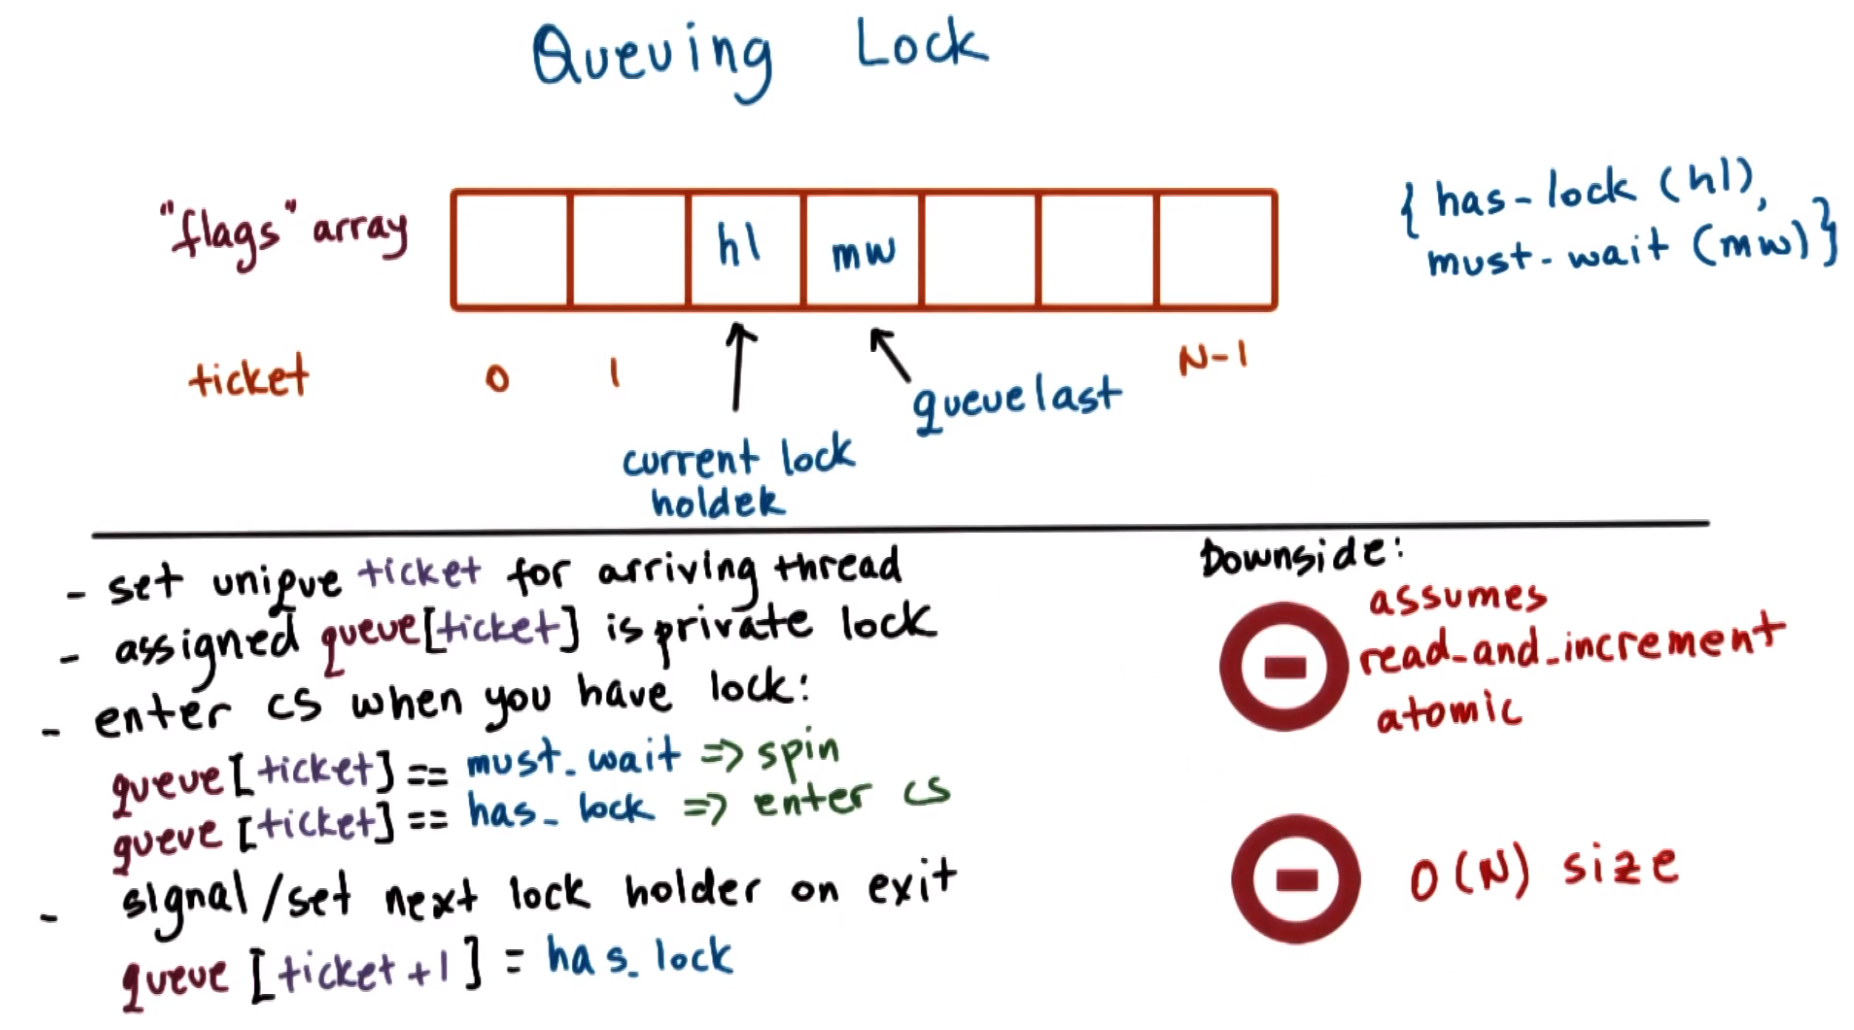 Queuing Lock
"flags" array
hl mw
{ has-lock (hl),
must-wait (mw) }
ticket 0 1 N-1
queuelast
current lock
holder
- set unique ticket for arriving thread
- assigned queue[ticket] is private lock
- enter cs when you have lock:
queue[ticket] == must_wait => spin
queue [ticket] == has_lock => enter cs
- signal/set next lock holder on exit
queue [ticket+1] = has_lock
Downside:
assumes
read_and_increment
atomic
O(N) size